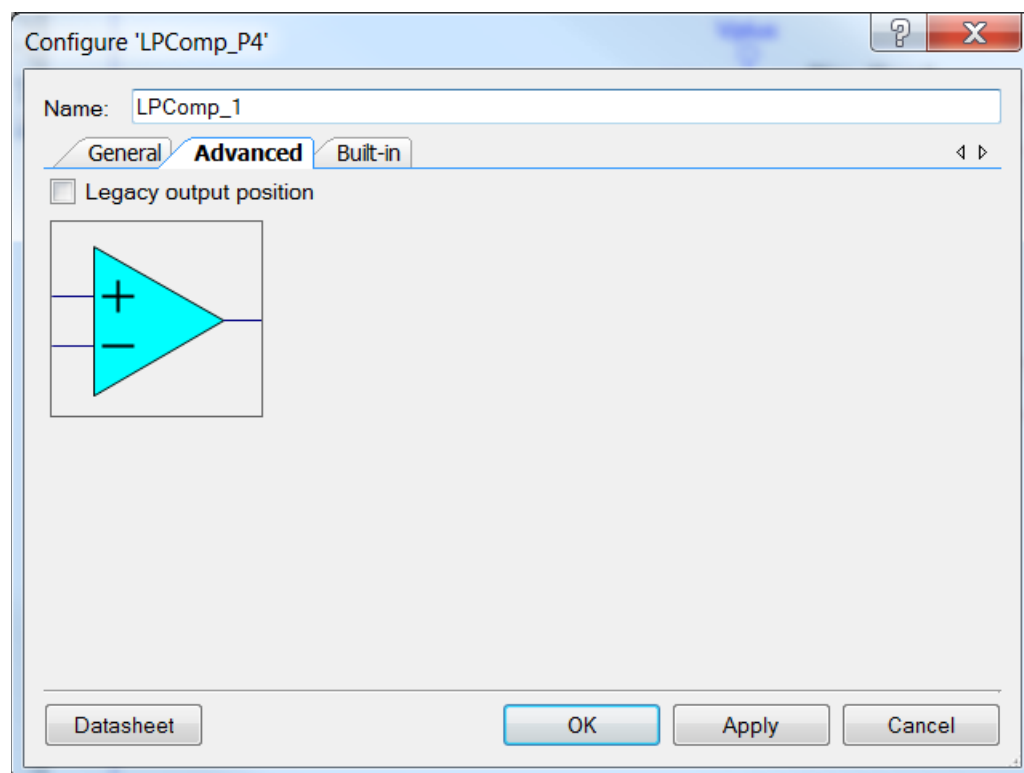 Configure 'LPComp_P4'
Name: LPComp_1
General Advanced Built-in
Legacy output position
+
−
Datasheet OK Apply Cancel